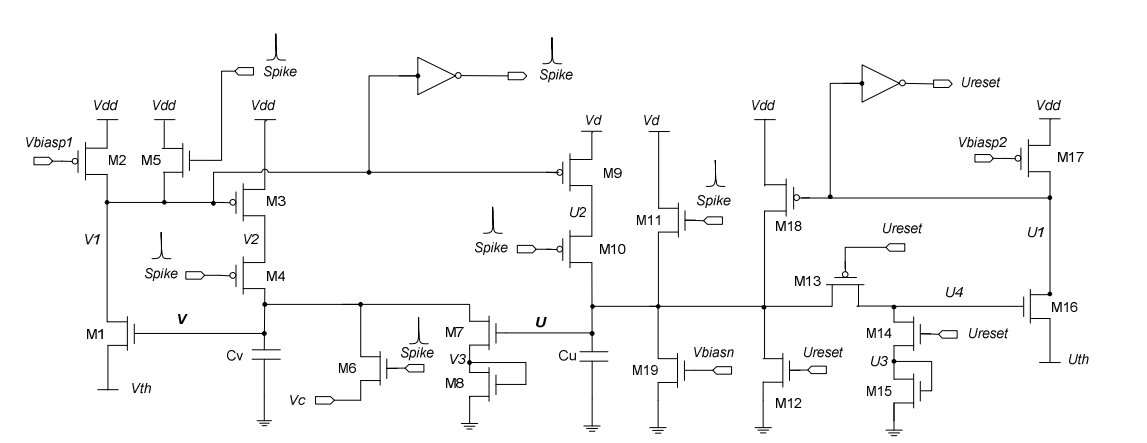 Spike
Spike
Ureset
Vdd
Vdd
Vdd
Vd
Vd
Vdd
Vdd
Vbiasp1
M2
M5
M9
Vbiasp2
M17
M3
Spike
M18
V1
V2
U2
M11
U1
Spike
M4
Spike
M10
Ureset
M13
U4
M1
V
M7
U
M16
Cv
Spike
V3
Cu
Vbiasn
Ureset
M14
Ureset
M6
M8
M19
U3
Uth
Vth
Vc
M12
M15